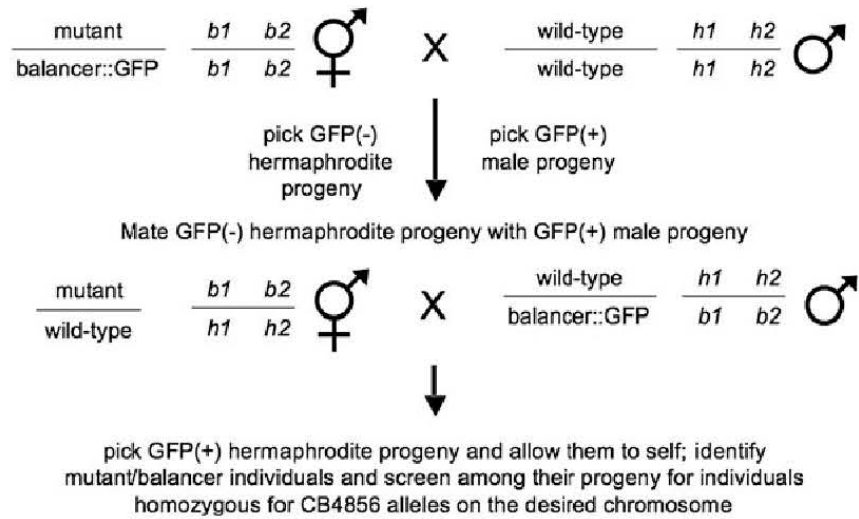 mutant b1 b2 X wild-type h1 h2
balancer::GFP b1 b2 wild-type h1 h2
pick GFP(-) pick GFP(+)
hermaphrodite male progeny
progeny
Mate GFP(-) hermaphrodite progeny with GFP(+) male progeny
mutant b1 b2 X wild-type h1 h2
wild-type h1 h2 balancer::GFP b1 b2
pick GFP(+) hermaphrodite progeny and allow them to self; identify
mutant/balancer individuals and screen among their progeny for individuals
homozygous for CB4856 alleles on the desired chromosome